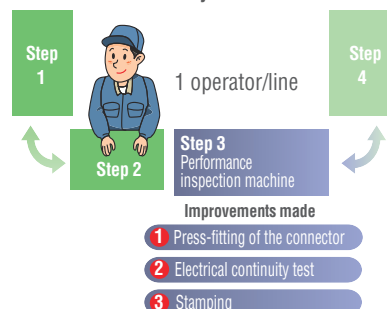 Step
1
Step
4
1 operator/line
Step 2
Step 3
Performance
inspection machine
Improvements made
1 Press-fitting of the connector
2 Electrical continuity test
3 Stamping